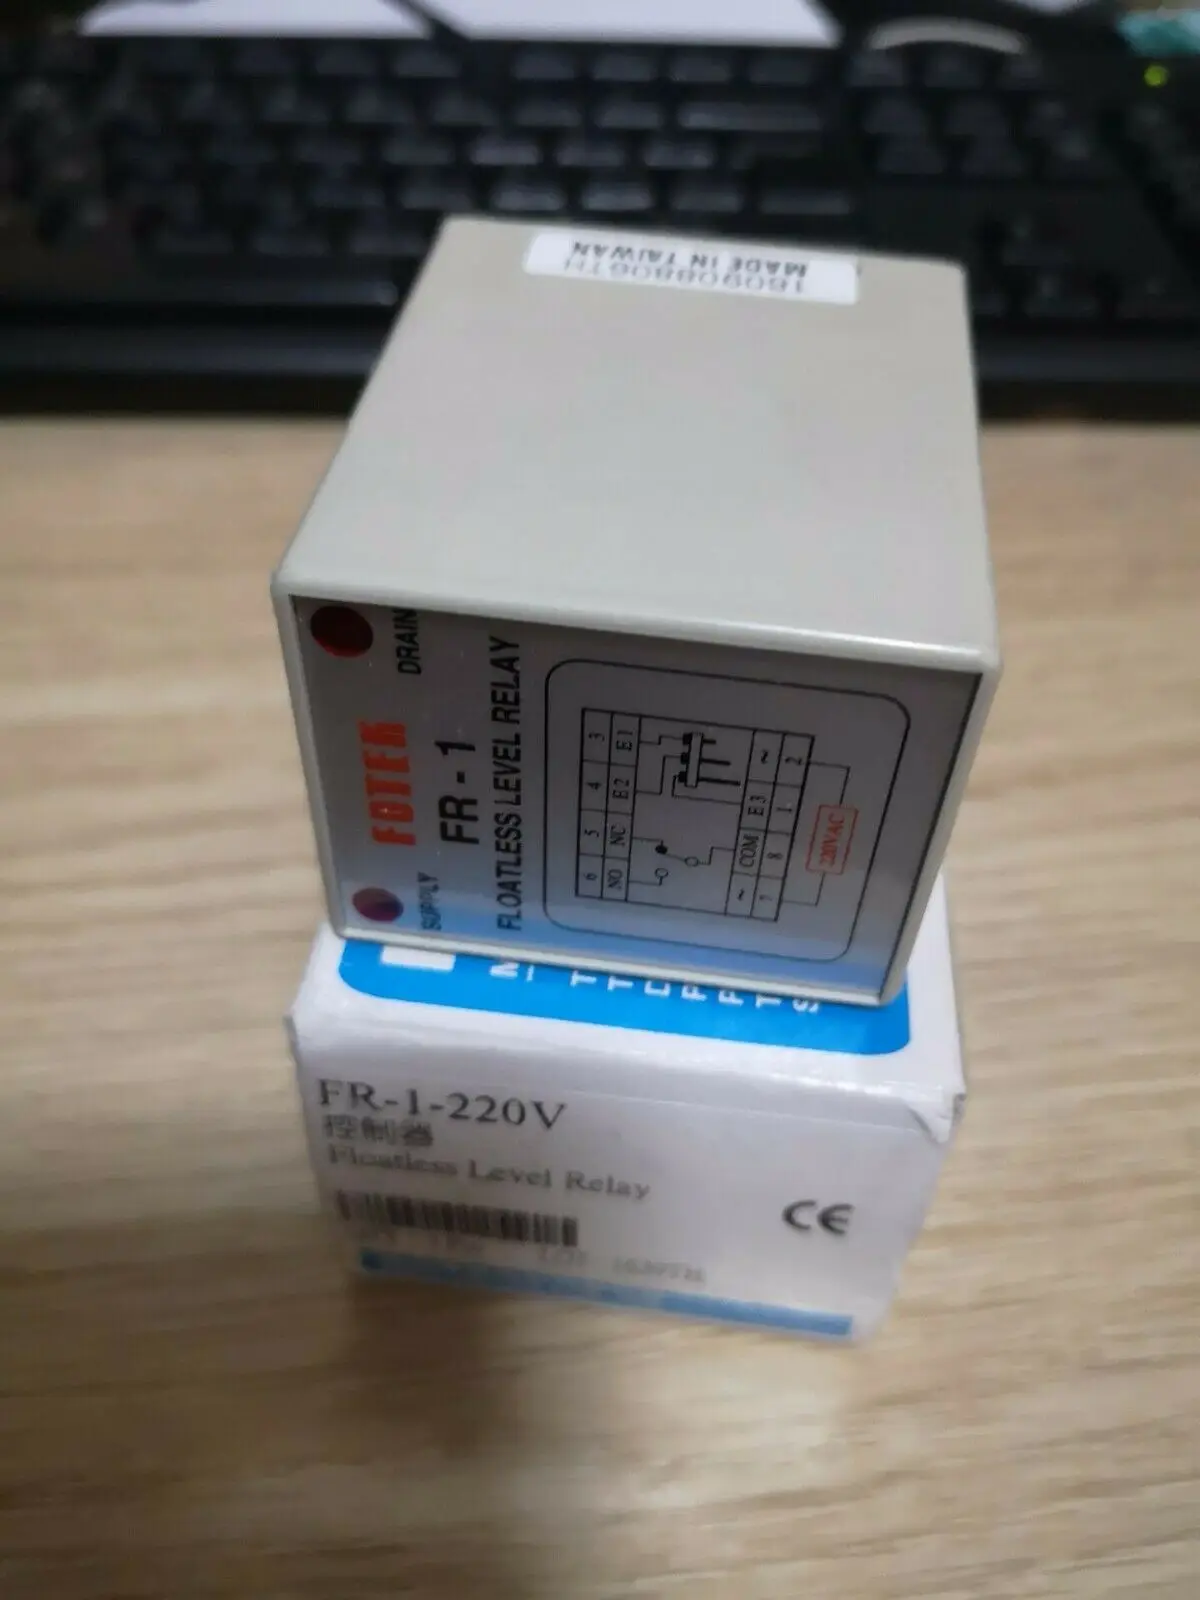 MADE IN TAIWAN
DRAIN
FOTEK
SUPPLY
FR-1
FLOATLESS LEVEL RELAY
3 4 5 6
E1 E2 NC NO
~ E3 COM ~
2 1 8 7
220VAC
FR-1-220V
控制器
Floatless Level Relay
CE